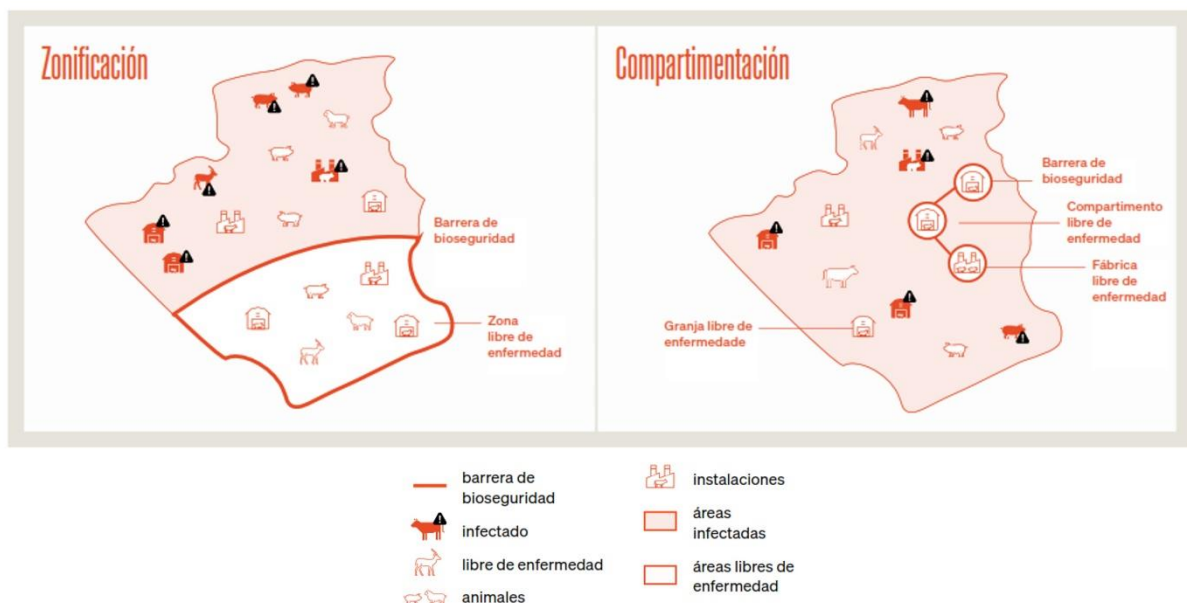 Zonificación
Barrera de
bioseguridad
Zona
libre de
enfermedad
Compartimentación
Barrera de
bioseguridad
Compartimento
libre de
enfermedad
Fábrica
libre de
enfermedad
Granja libre de
enfermedade
barrera de
bioseguridad
infectado
libre de enfermedad
animales
instalaciones
áreas
infectadas
áreas libres de
enfermedad